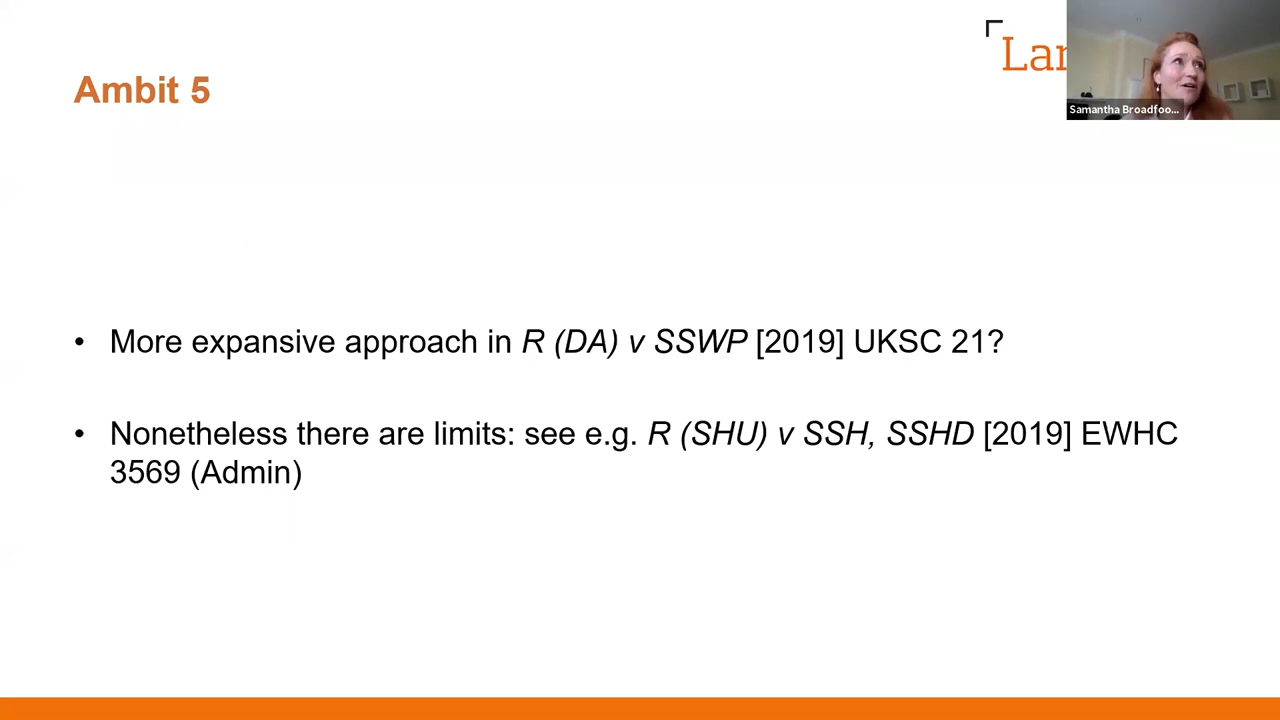 Lan
Ambit 5
Samantha Broadfoo...
• More expansive approach in R (DA) v SSWP [2019] UKSC 21?
• Nonetheless there are limits: see e.g. R (SHU) v SSH, SSHD [2019] EWHC
3569 (Admin)